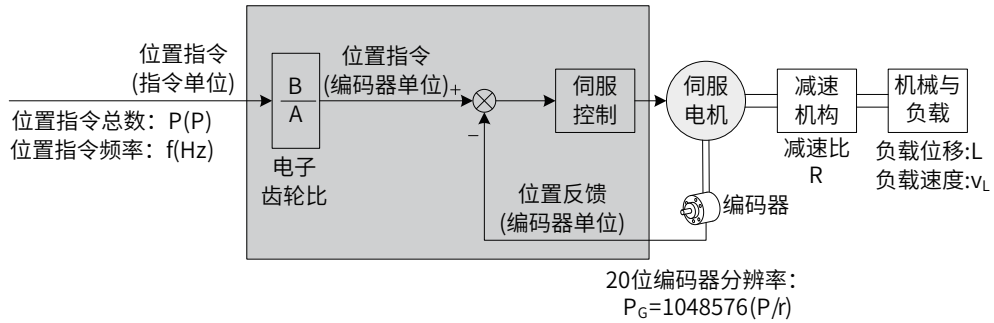 位置指令
(指令单位)
位置指令总数：P(P)
位置指令频率：f(Hz)
B
A
电子
齿轮比
位置指令
(编码器单位)
+
−
伺服
控制
位置反馈
(编码器单位)
伺服
电机
编码器
20位编码器分辨率：
PG=1048576(P/r)
减速
机构
减速比
R
机械与
负载
负载位移:L
负载速度:vL